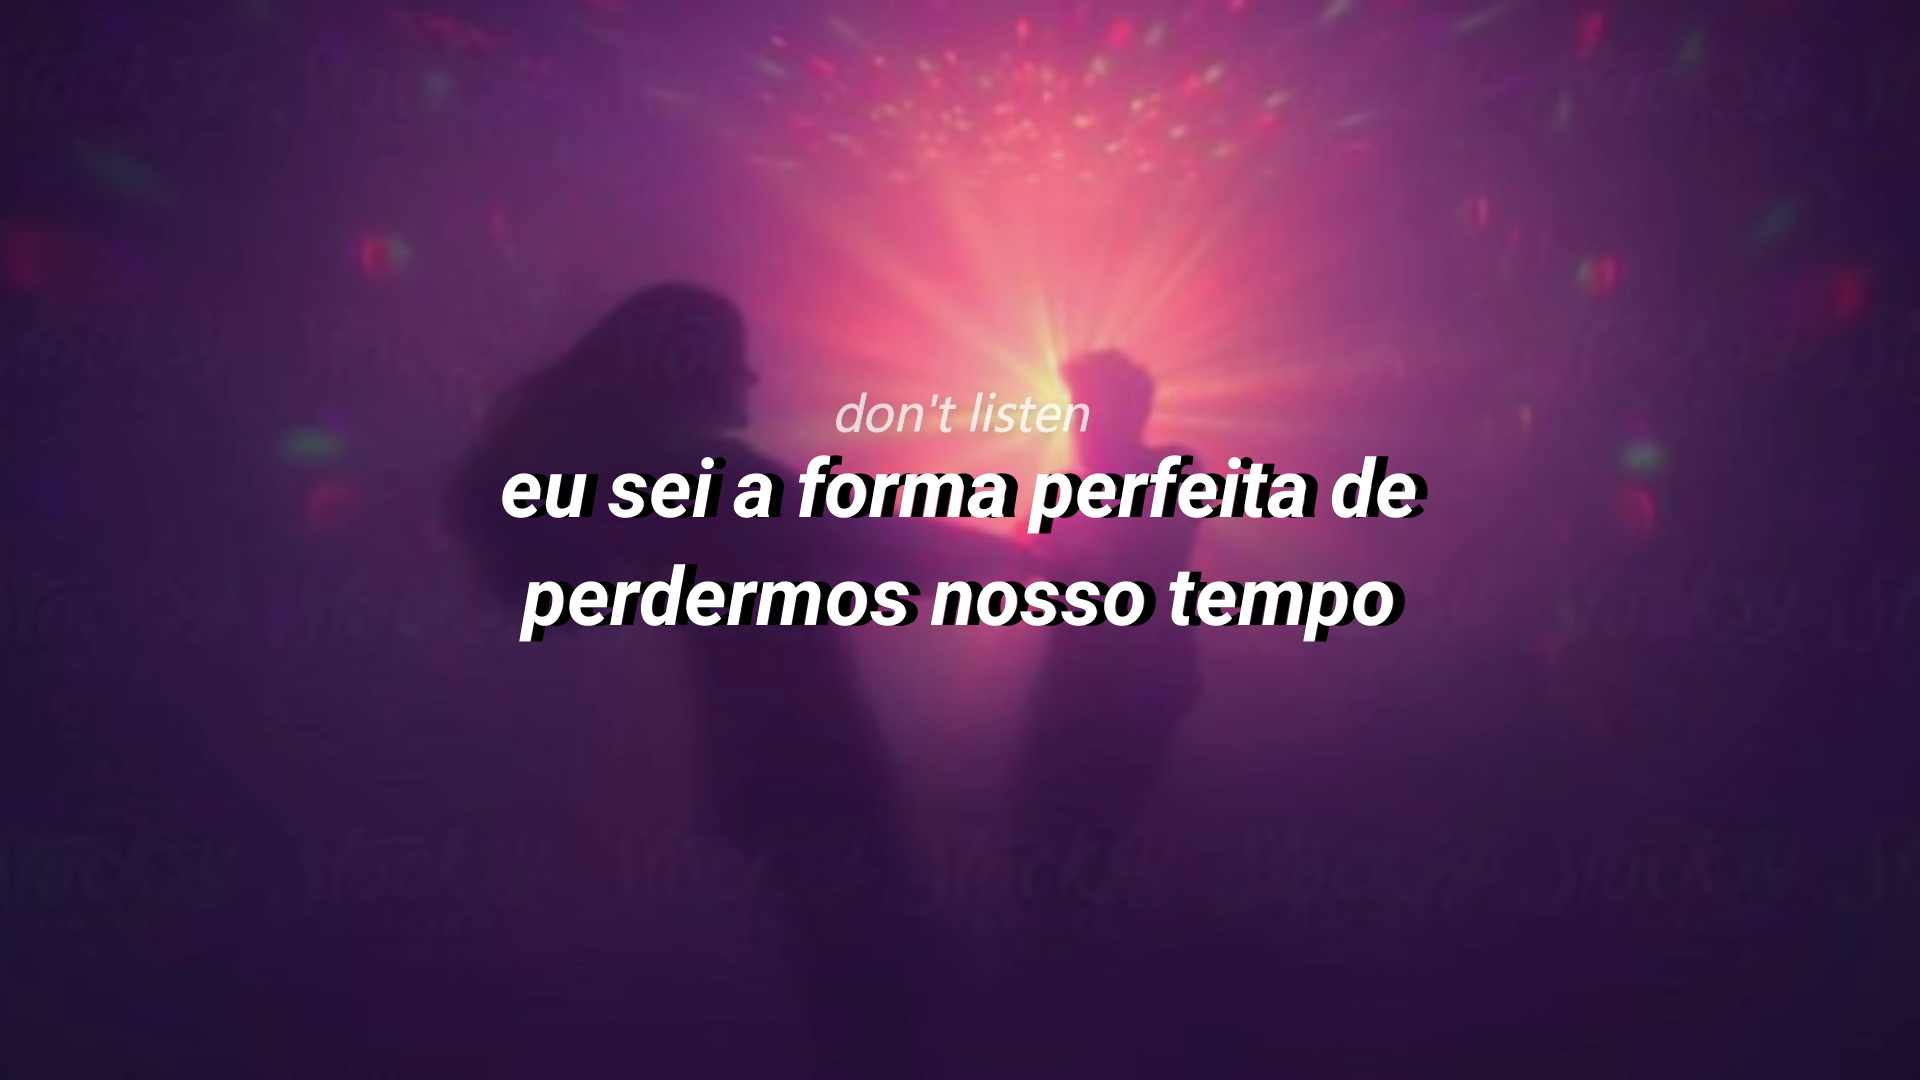 don't listen
eu sei a forma perfeita de
perdermos nosso tempo